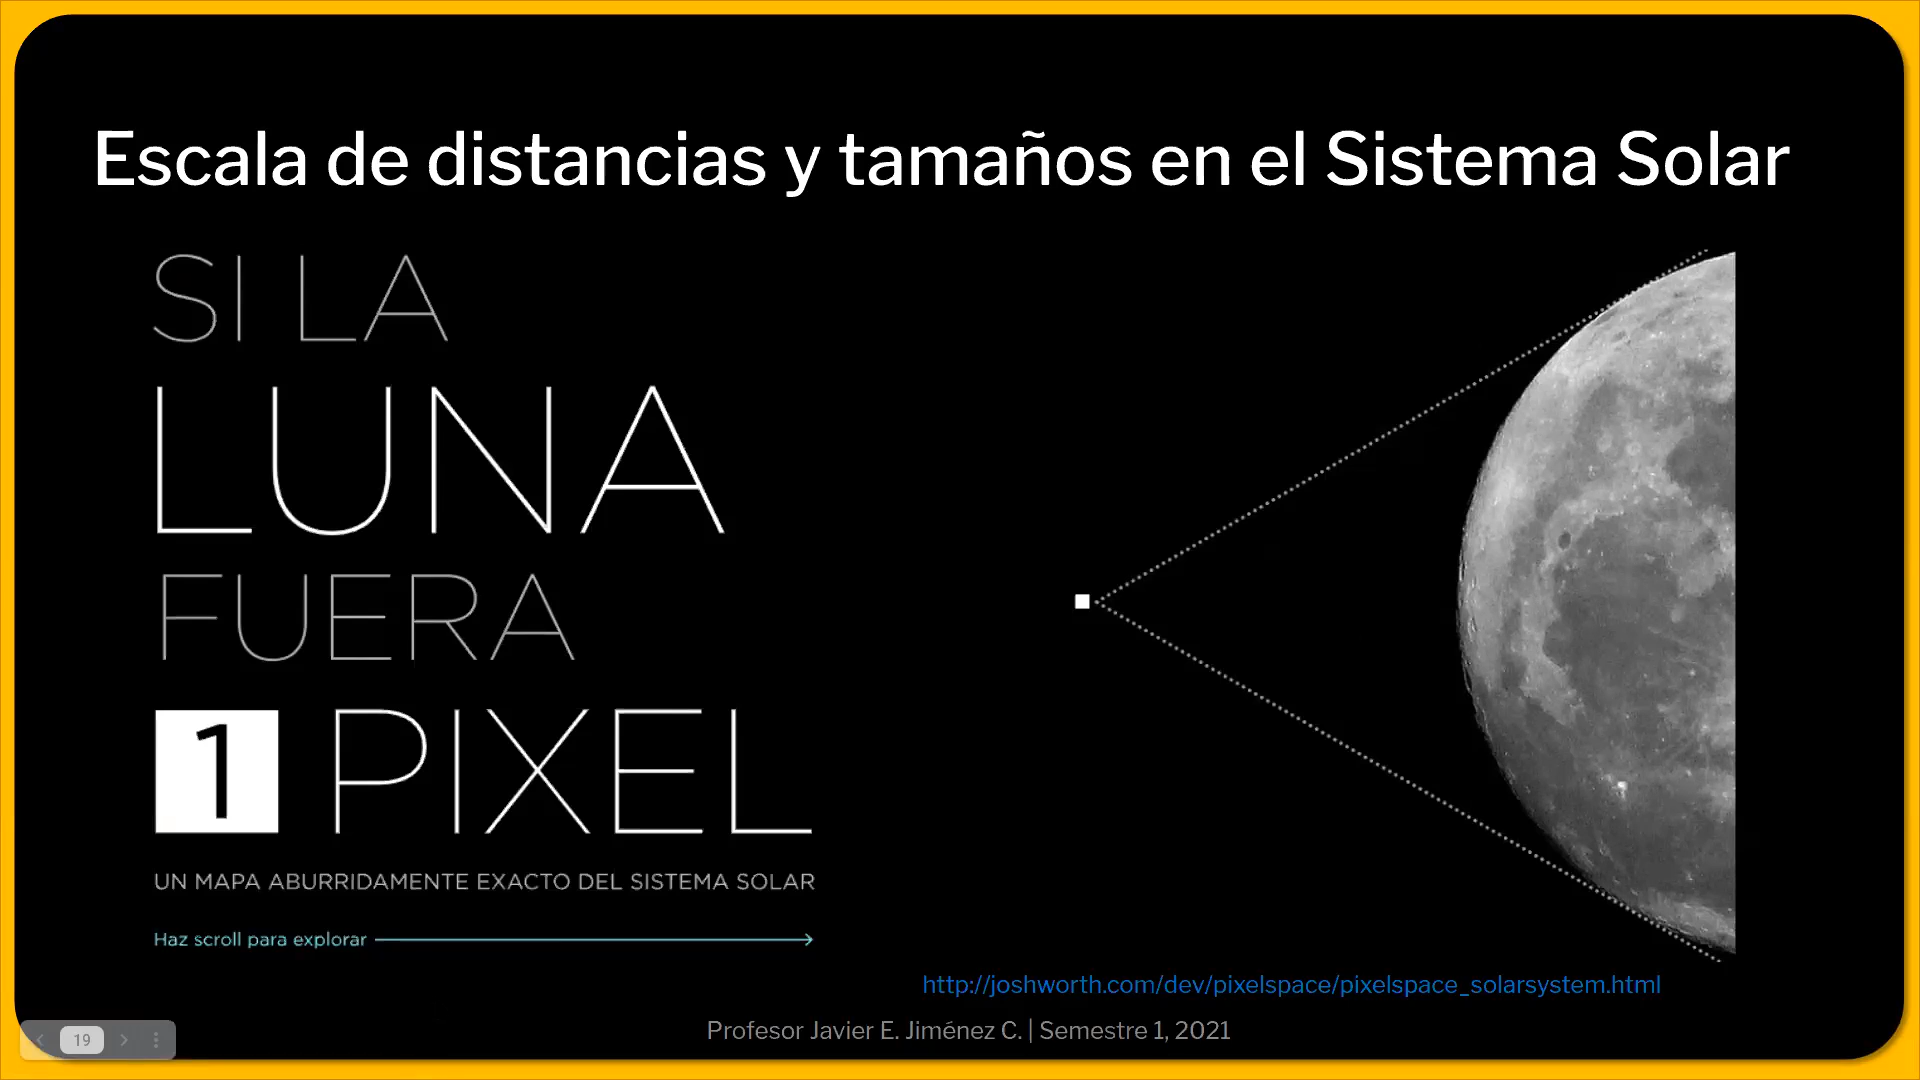 Escala de distancias y tamaños en el Sistema Solar
SI LA
LUNA
FUERA
1 PIXEL
UN MAPA ABURRIDAMENTE EXACTO DEL SISTEMA SOLAR
Haz scroll para explorar
http://joshworth.com/dev/pixelspace/pixelspace_solarsystem.html
Profesor Javier E. Jiménez C. | Semestre 1, 2021
19